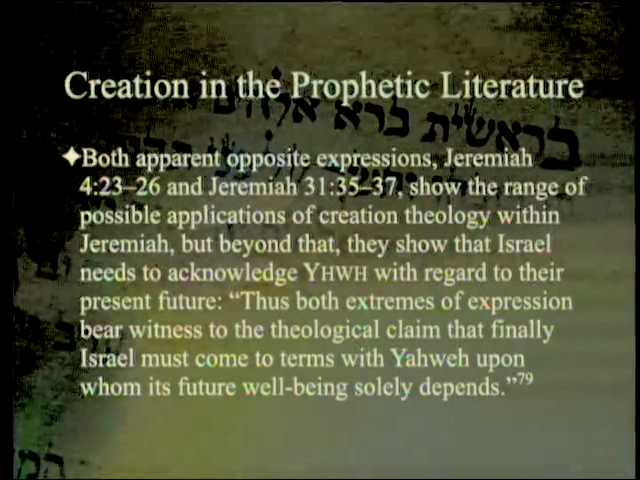 Creation in the Prophetic Literature
בראשית ברא אלהים
✦Both apparent opposite expressions, Jeremiah
4:23–26 and Jeremiah 31:35–37, show the range of
possible applications of creation theology within
Jeremiah, but beyond that, they show that Israel
needs to acknowledge YHWH with regard to their
present future: “Thus both extremes of expression
bear witness to the theological claim that finally
Israel must come to terms with Yahweh upon
whom its future well-being solely depends.”79